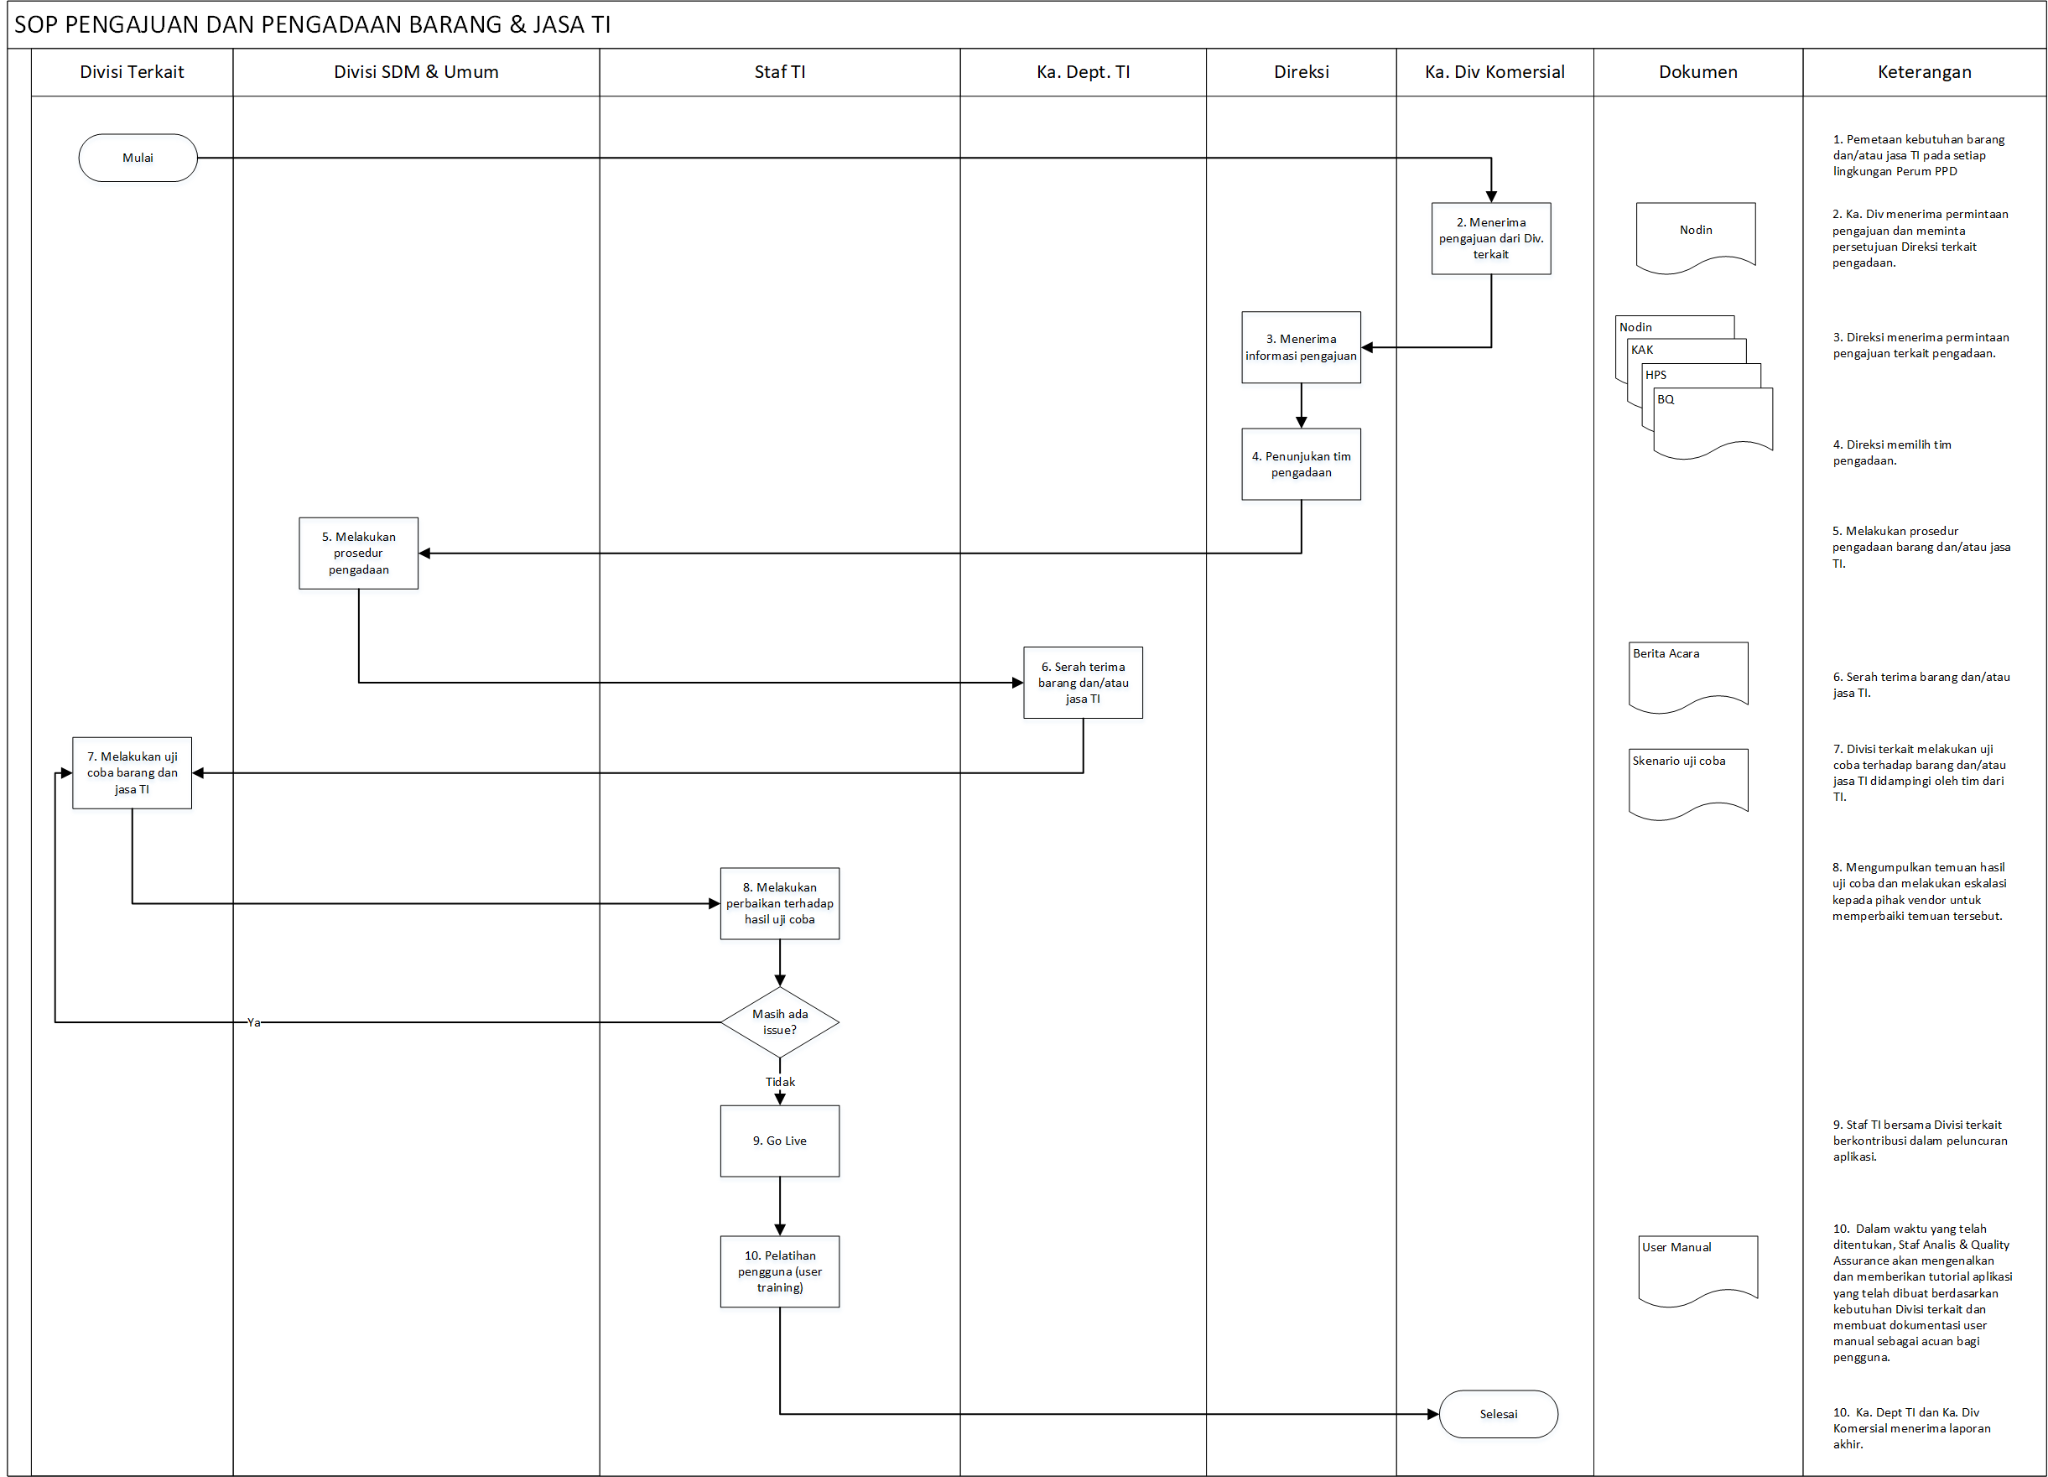 SOP PENGAJUAN DAN PENGADAAN BARANG & JASA TI
Divisi Terkait
Divisi SDM & Umum
Staf TI
Ka. Dept. TI
Direksi
Ka. Div Komersial
Dokumen
Keterangan
Mulai
1. Pemetaan kebutuhan barang
dan/atau jasa TI pada setiap
lingkungan Perum PPD
2. Menerima
pengajuan dari Div.
terkait
Nodin
2. Ka. Div menerima permintaan
pengajuan dan meminta
persetujuan Direksi terkait
pengadaan.
3. Menerima
informasi pengajuan
Nodin
KAK
HPS
BQ
3. Direksi menerima permintaan
pengajuan terkait pengadaan.
4. Penunjukan tim
pengadaan
4. Direksi memilih tim
pengadaan.
5. Melakukan
prosedur
pengadaan
5. Melakukan prosedur
pengadaan barang dan/atau jasa
TI.
6. Serah terima
barang dan/atau
jasa TI
Berita Acara
6. Serah terima barang dan/atau
jasa TI.
7. Melakukan uji
coba barang dan
jasa TI
Skenario uji coba
7. Divisi terkait melakukan uji
coba terhadap barang dan/atau
jasa TI didampingi oleh tim dari
TI.
8. Melakukan
perbaikan terhadap
hasil uji coba
8. Mengumpulkan temuan hasil
uji coba dan melakukan eskalasi
kepada pihak vendor untuk
memperbaiki temuan tersebut.
Masih ada
issue?
Ya
Tidak
9. Go Live
9. Staf TI bersama Divisi terkait
berkontribusi dalam peluncuran
aplikasi.
10. Pelatihan
pengguna (user
training)
User Manual
10. Dalam waktu yang telah
ditentukan, Staf Analis & Quality
Assurance akan mengenalkan
dan memberikan tutorial aplikasi
yang telah dibuat berdasarkan
kebutuhan Divisi terkait dan
membuat dokumentasi user
manual sebagai acuan bagi
pengguna.
Selesai
10. Ka. Dept TI dan Ka. Div
Komersial menerima laporan
akhir.